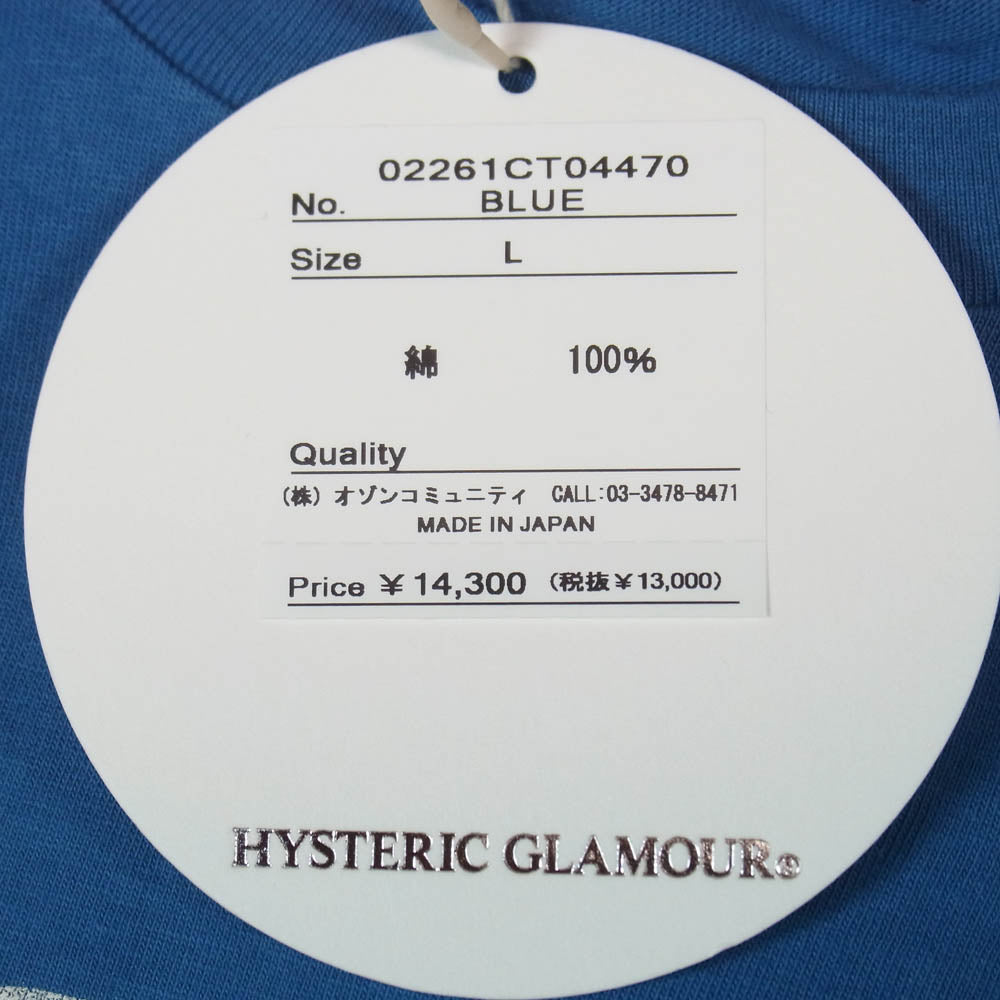 02261CT04470
No. BLUE
Size L
綿 100%
Quality
(株) オゾンコミュニティ CALL:03-3478-8471
MADE IN JAPAN
Price ¥14,300 (税抜¥13,000)
HYSTERIC GLAMOUR®